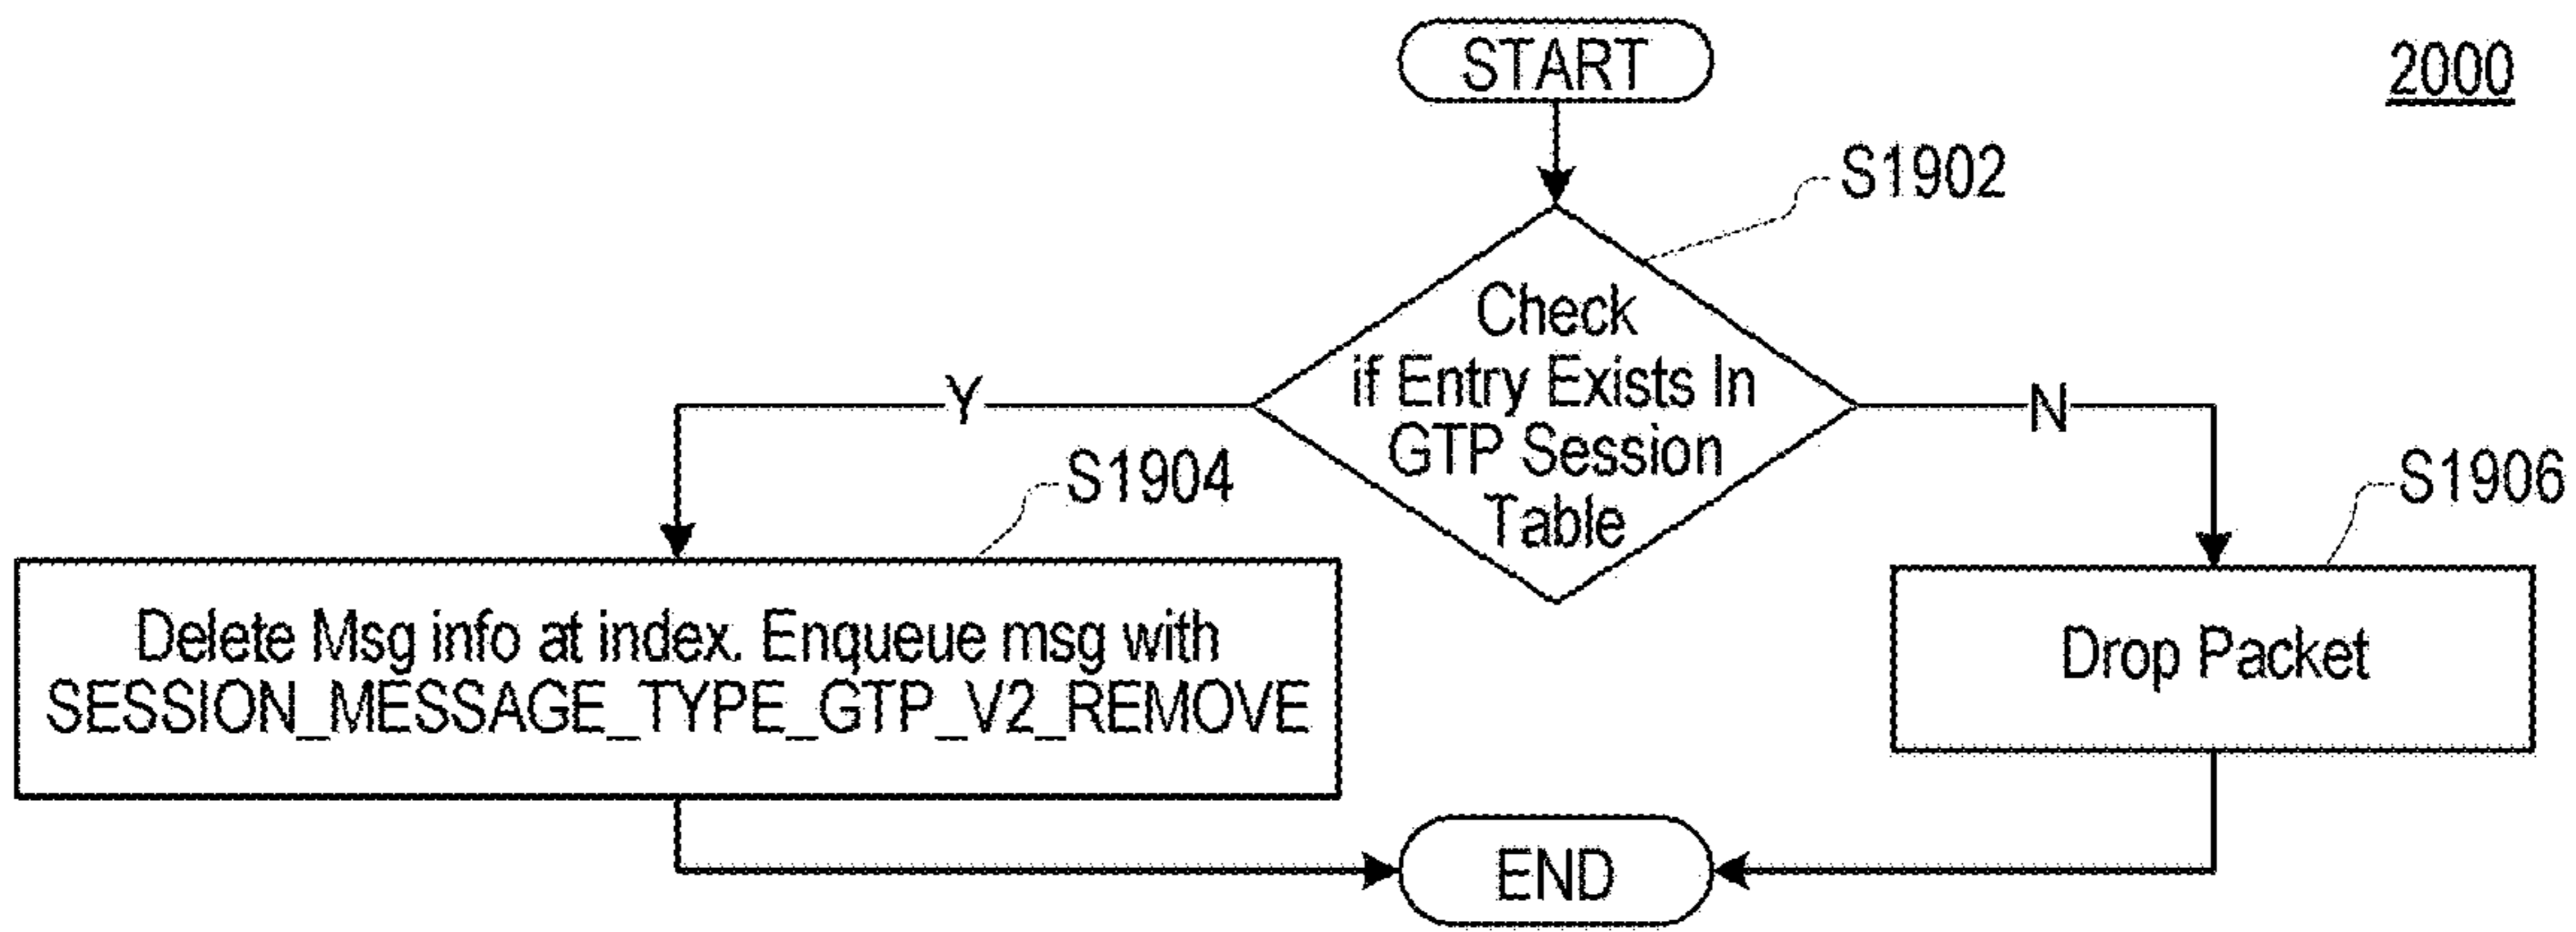 START
2000
S1902
Check
if Entry Exists In
GTP Session
Table
Y
N
S1904
S1906
Delete Msg info at index. Enqueue msg with
SESSION_MESSAGE_TYPE_GTP_V2_REMOVE
Drop Packet
END